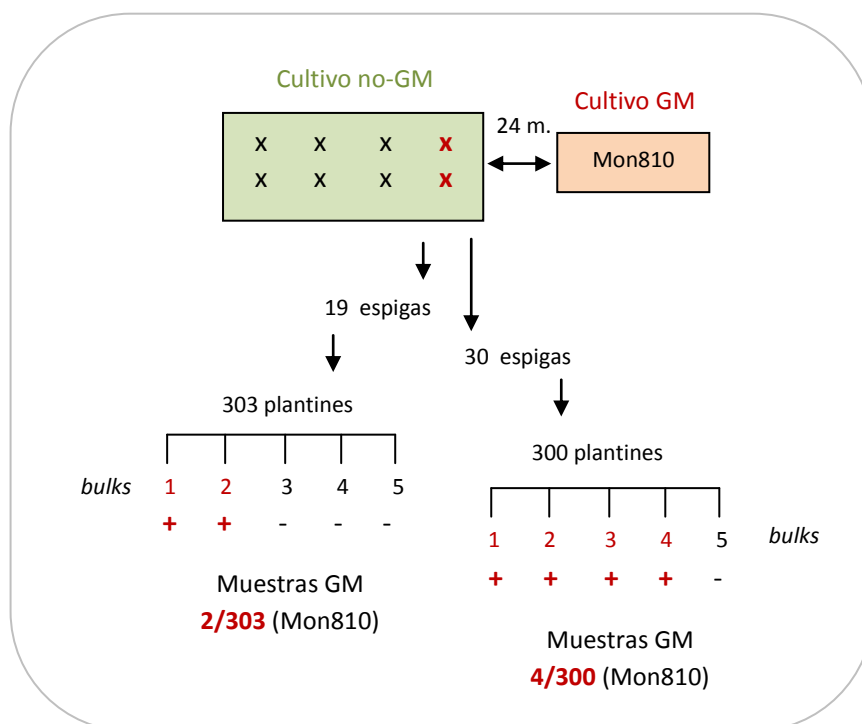 Cultivo no-GM
Cultivo GM
24 m.
x x x x
x x x x
Mon810
19 espigas
30 espigas
303 plantines
bulks 1 2 3 4 5
+ + - - -
Muestras GM
2/303 (Mon810)
300 plantines
1 2 3 4 5 bulks
+ + + + -
Muestras GM
4/300 (Mon810)